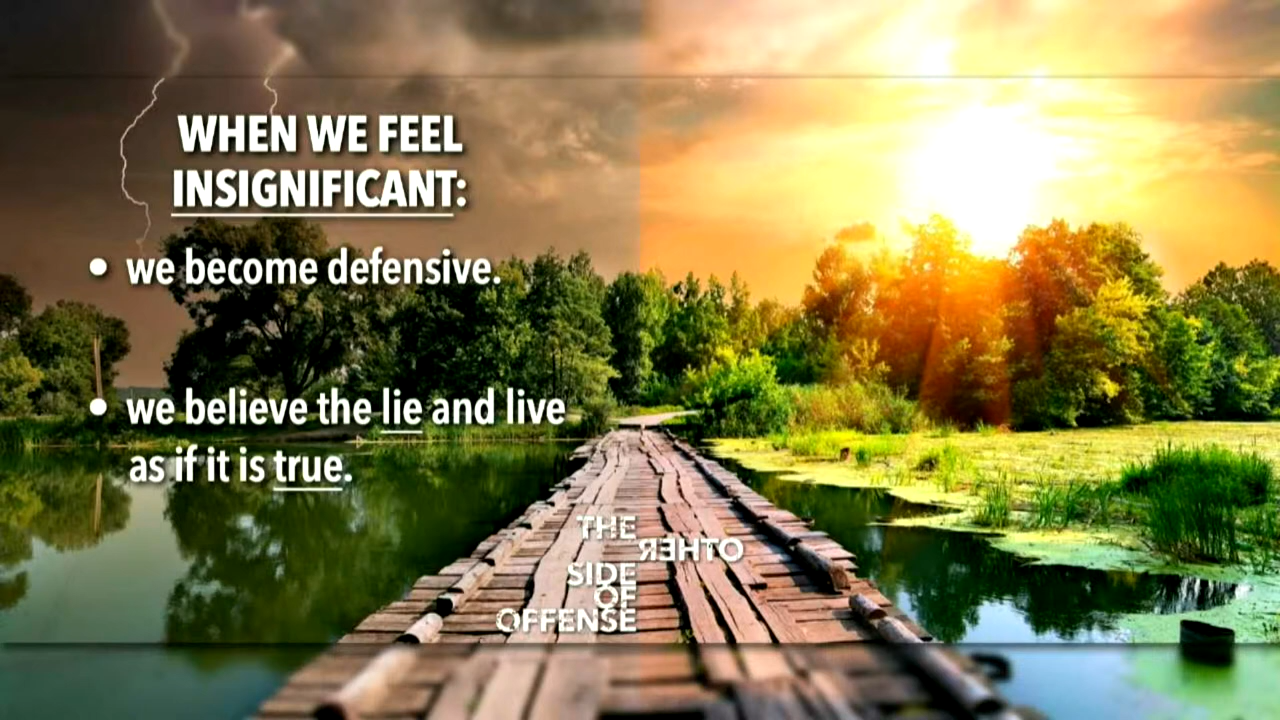 WHEN WE FEEL
INSIGNIFICANT:
• we become defensive.
• we believe the lie and live
as if it is true.
THE
OTHER
SIDE
OF
OFFENSE